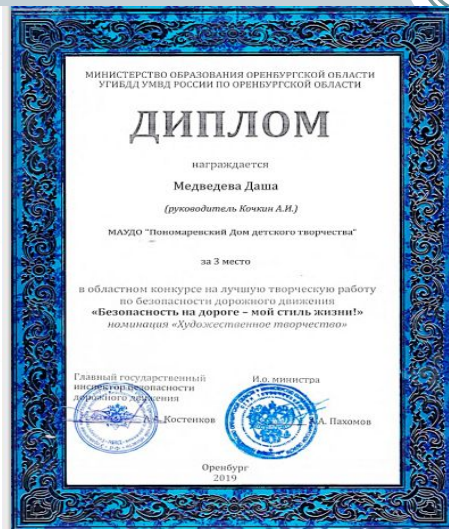 МИНИСТЕРСТВО ОБРАЗОВАНИЯ ОРЕНБУРГСКОЙ ОБЛАСТИ
УГИБДД УМВД РОССИИ ПО ОРЕНБУРГСКОЙ ОБЛАСТИ
ДИПЛОМ
награждается
Медведева Даша
(руководитель Кочкин А.И.)
МАУДО "Пономаревский Дом детского творчества"
за 3 место
в областном конкурсе на лучшую творческую работу
по безопасности дорожного движения
«Безопасность на дороге – мой стиль жизни!»
номинация «Художественное творчество»
Главный государственный
инспектор безопасности
дорожного движения
Костенков
И.о. министра
А. Пахомов
Оренбург
2019